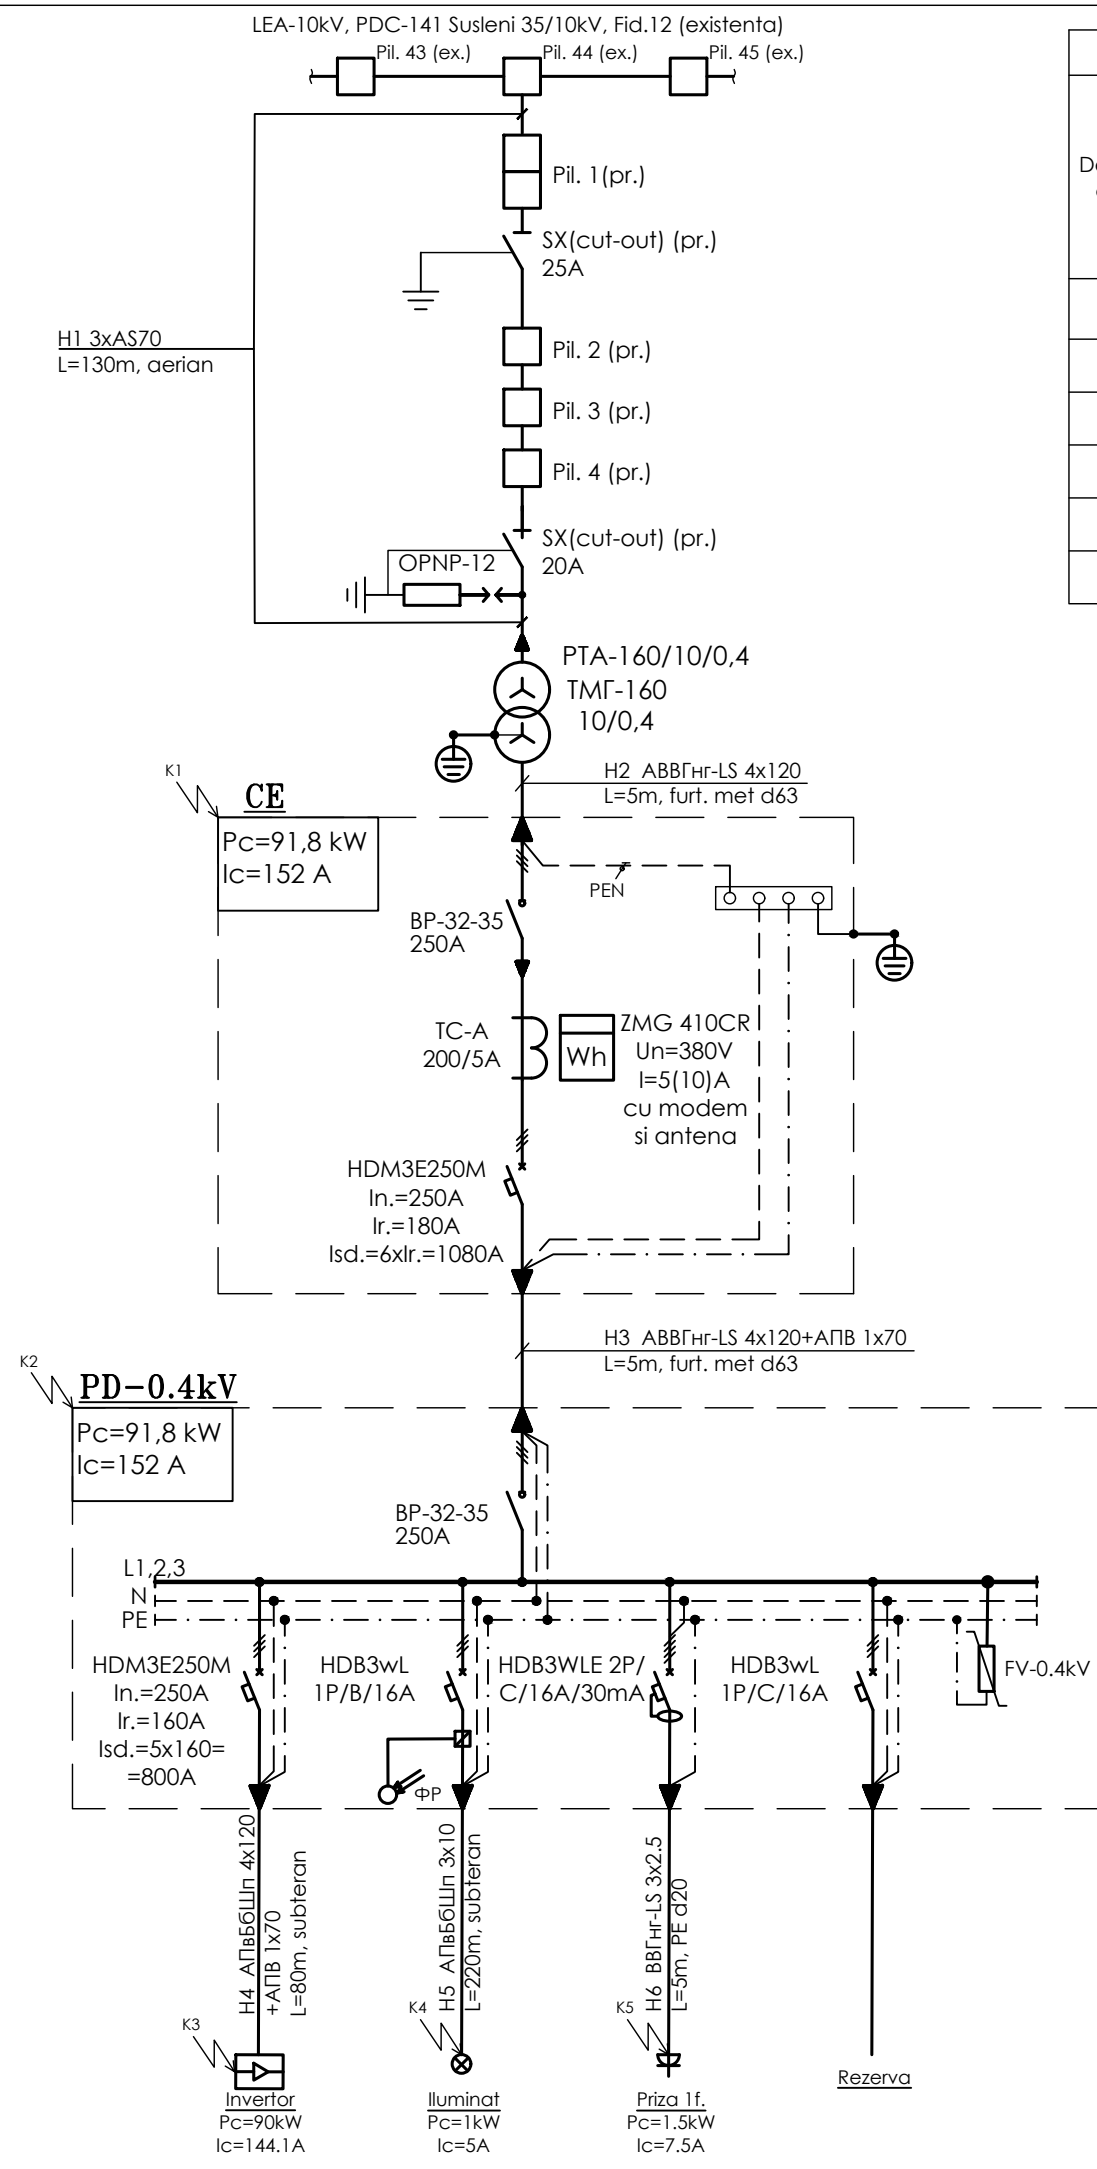 LEA-10kV, PDC-141 Susleni 35/10kV, Fid.12 (existenta)
Pil. 43 (ex.)
Pil. 44 (ex.)
Pil. 45 (ex.)
Pil. 1(pr.)
SX(cut-out) (pr.)
25A
H1 3xAS70
L=130m, aerian
Pil. 2 (pr.)
Pil. 3 (pr.)
Pil. 4 (pr.)
SX(cut-out) (pr.)
20A
OPNP-12
PTA-160/10/0,4
ТМГ-160
10/0,4
H2 АВВГнг-LS 4x120
L=5m, furt. met d63
K1
CE
Pc=91,8 kW
Ic=152 A
PEN
BP-32-35
250A
TC-A
200/5A
Wh
ZMG 410CR
Un=380V
I=5(10)A
cu modem
si antena
HDM3E250M
In.=250A
Ir.=180A
Isd.=6xIr.=1080A
H3 АВВГнг-LS 4x120+АПВ 1x70
L=5m, furt. met d63
K2
PD-0.4kV
Pc=91,8 kW
Ic=152 A
BP-32-35
250A
L1,2,3
N
PE
HDM3E250M
In.=250A
Ir.=160A
Isd.=5x160=
=800A
HDB3wL
1P/B/16A
HDB3WLE 2P/
C/16A/30mA
HDB3wL
1P/C/16A
FV-0.4kV
ФР
H4 АПвБбШп 4x120
+АПВ 1x70
L=80m, subteran
H5 АПвБбШп 3x10
L=220m, subteran
H6 ВВГнг-LS 3x2.5
L=5m, PE d20
K3
K4
K5
Invertor
Pc=90kW
Ic=144.1A
Iluminat
Pc=1kW
Ic=5A
Priza 1f.
Pc=1.5kW
Ic=7.5A
Rezerva